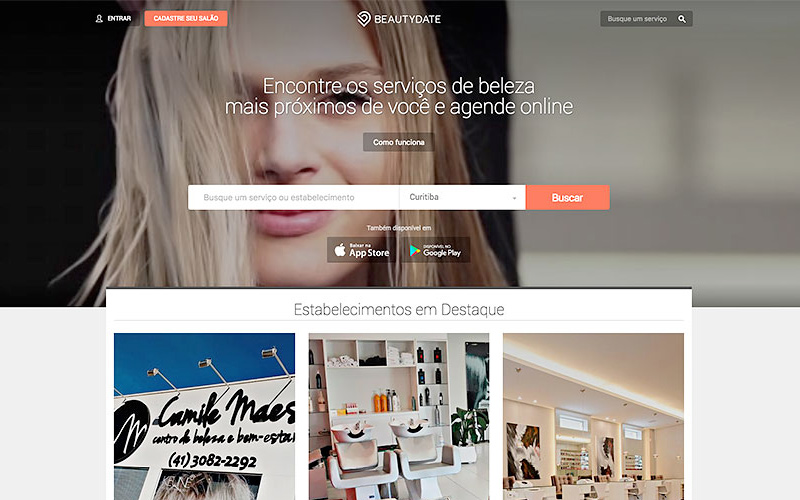 ENTRAR
CADASTRE SEU SALÃO
BEAUTYDATE
Busque um serviço
Encontre os serviços de beleza
mais próximos de você e agende online
Como funciona
Busque um serviço ou estabelecimento
Curitiba
Buscar
Também disponível em
Baixar na
App Store
DISPONÍVEL NO
Google Play
Estabelecimentos em Destaque
Camile Maes
centro de beleza e bem-estar
(41) 3082-2292